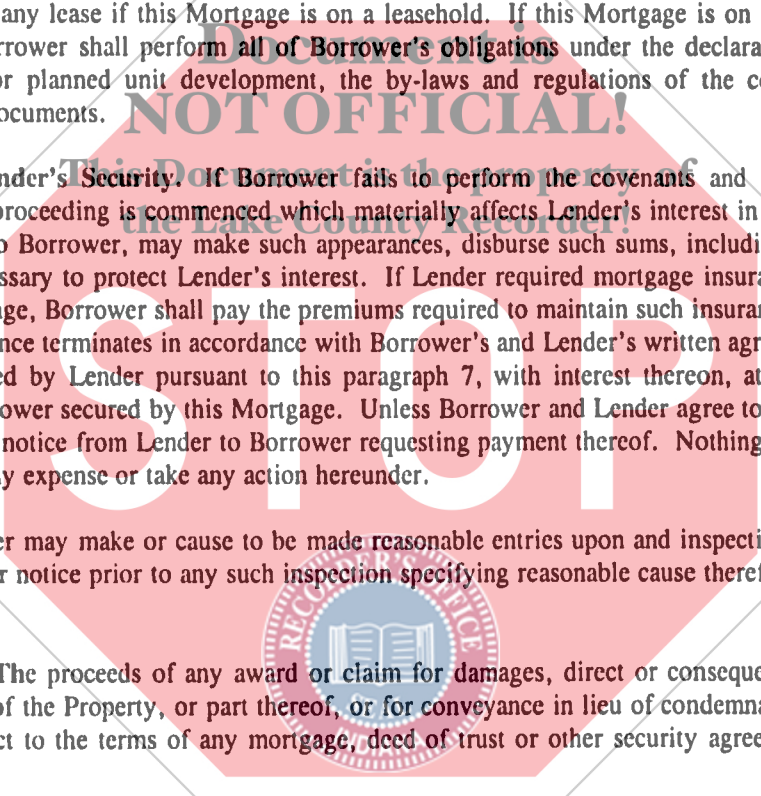 any lease if this Mortgage is on a leasehold. If this Mortgage is on
rrower shall perform all of Borrower's obligations under the declara
or planned unit development, the by-laws and regulations of the c
ocuments.
Document is
NOT OFFICIAL!
This Document is the property of
the Lake County Recorder!
nder's Security. If Borrower fails to perform the covenants and
proceeding is commenced which materially affects Lender's interest in
o Borrower, may make such appearances, disburse such sums, includi
ssary to protect Lender's interest. If Lender required mortgage insura
age, Borrower shall pay the premiums required to maintain such insuran
nce terminates in accordance with Borrower's and Lender's written agr
ed by Lender pursuant to this paragraph 7, with interest thereon, at
ower secured by this Mortgage. Unless Borrower and Lender agree to
notice from Lender to Borrower requesting payment thereof. Nothing
y expense or take any action hereunder.
STOP
er may make or cause to be made reasonable entries upon and inspecti
r notice prior to any such inspection specifying reasonable cause theref
RECORDER'S OFFICE
SEAL
INDIANA
The proceeds of any award or claim for damages, direct or conseque
of the Property, or part thereof, or for conveyance in lieu of condemna
ct to the terms of any mortgage, deed of trust or other security agree